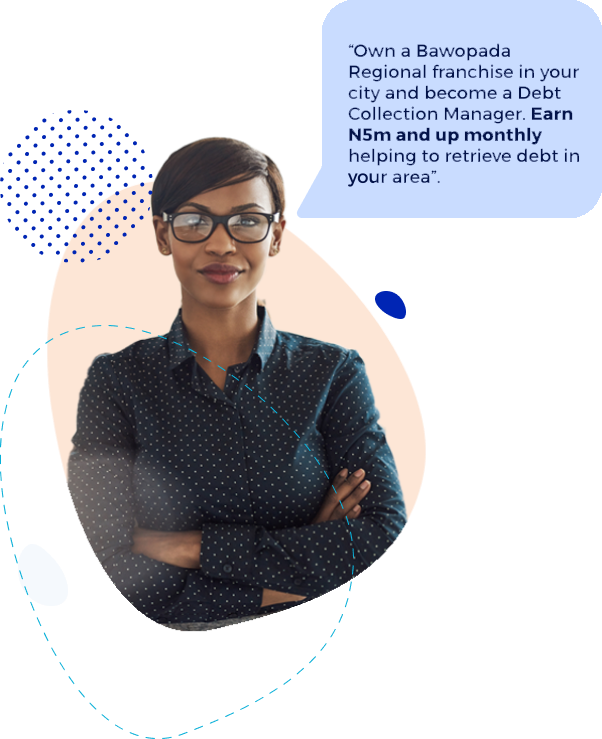 “Own a Bawopada
Regional franchise in your
city and become a Debt
Collection Manager. Earn
N5m and up monthly
helping to retrieve debt in
your area”.